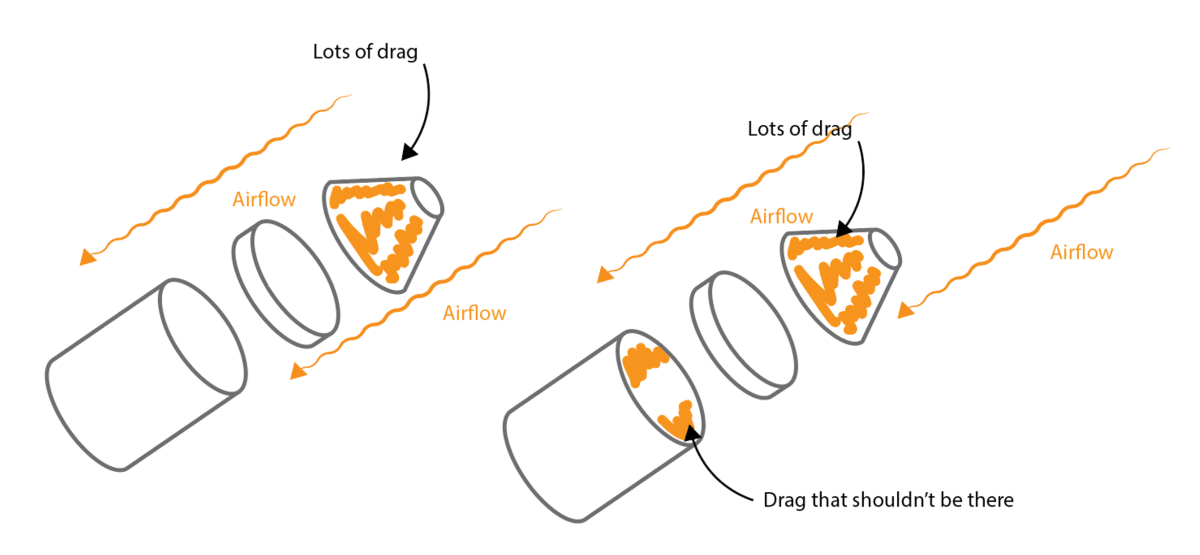 Lots of drag
Airflow
Airflow
Lots of drag
Airflow
Airflow
Drag that shouldn’t be there